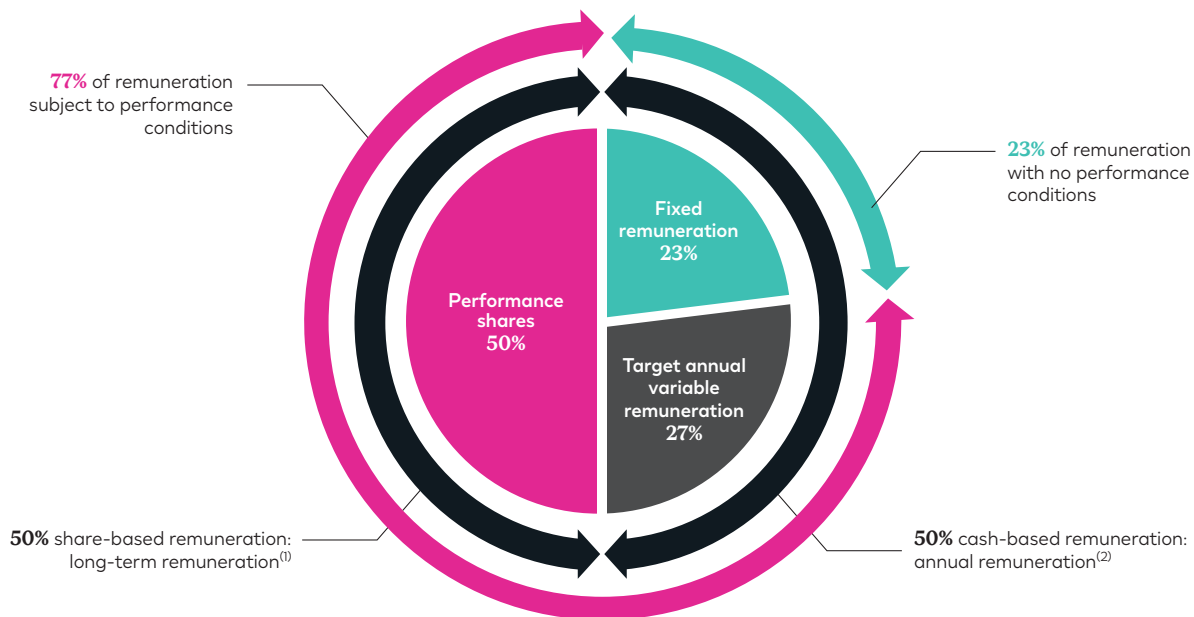 77% of remuneration
subject to performance
conditions
23% of remuneration
with no performance
conditions
Fixed
remuneration
23%
Performance
shares
50%
Target annual
variable
remuneration
27%
50% share-based remuneration:
long-term remuneration(1)
50% cash-based remuneration:
annual remuneration(2)